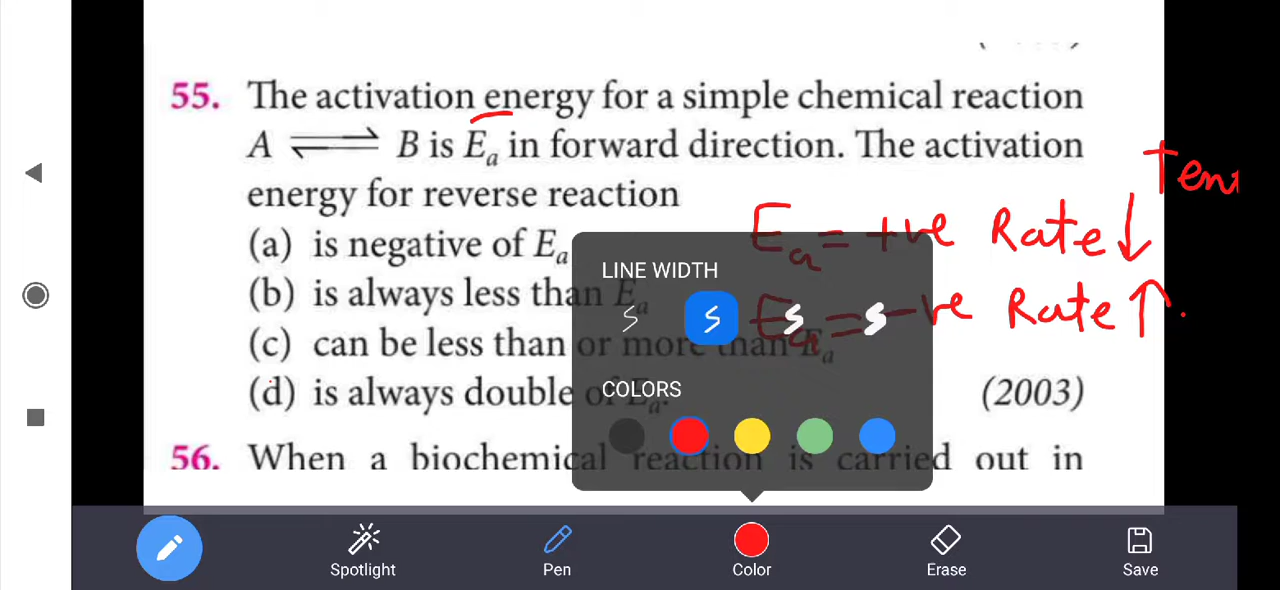 55. The activation energy for a simple chemical reaction
A ⇌ B is Ea in forward direction. The activation
energy for reverse reaction
(a) is negative of Ea
(b) is always less than Ea
(c) can be less than or more than Ea
(d) is always double of Ea. (2003)
56. When a biochemical reaction is carried out in
Ea = +ve Rate ↓
Ea = -ve Rate ↑
LINE WIDTH
COLORS
Spotlight Pen Color Erase Save